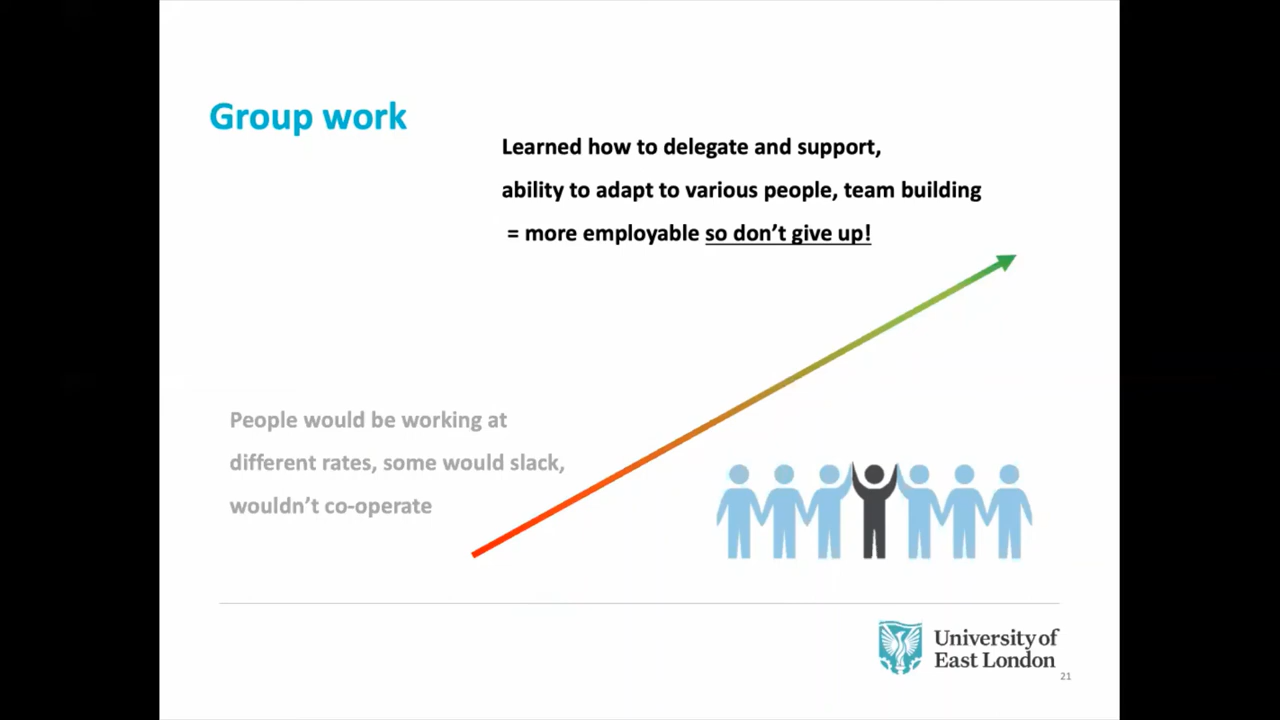 Group work
Learned how to delegate and support,
ability to adapt to various people, team building
= more employable so don’t give up!
People would be working at
different rates, some would slack,
wouldn’t co-operate
University of
East London
21